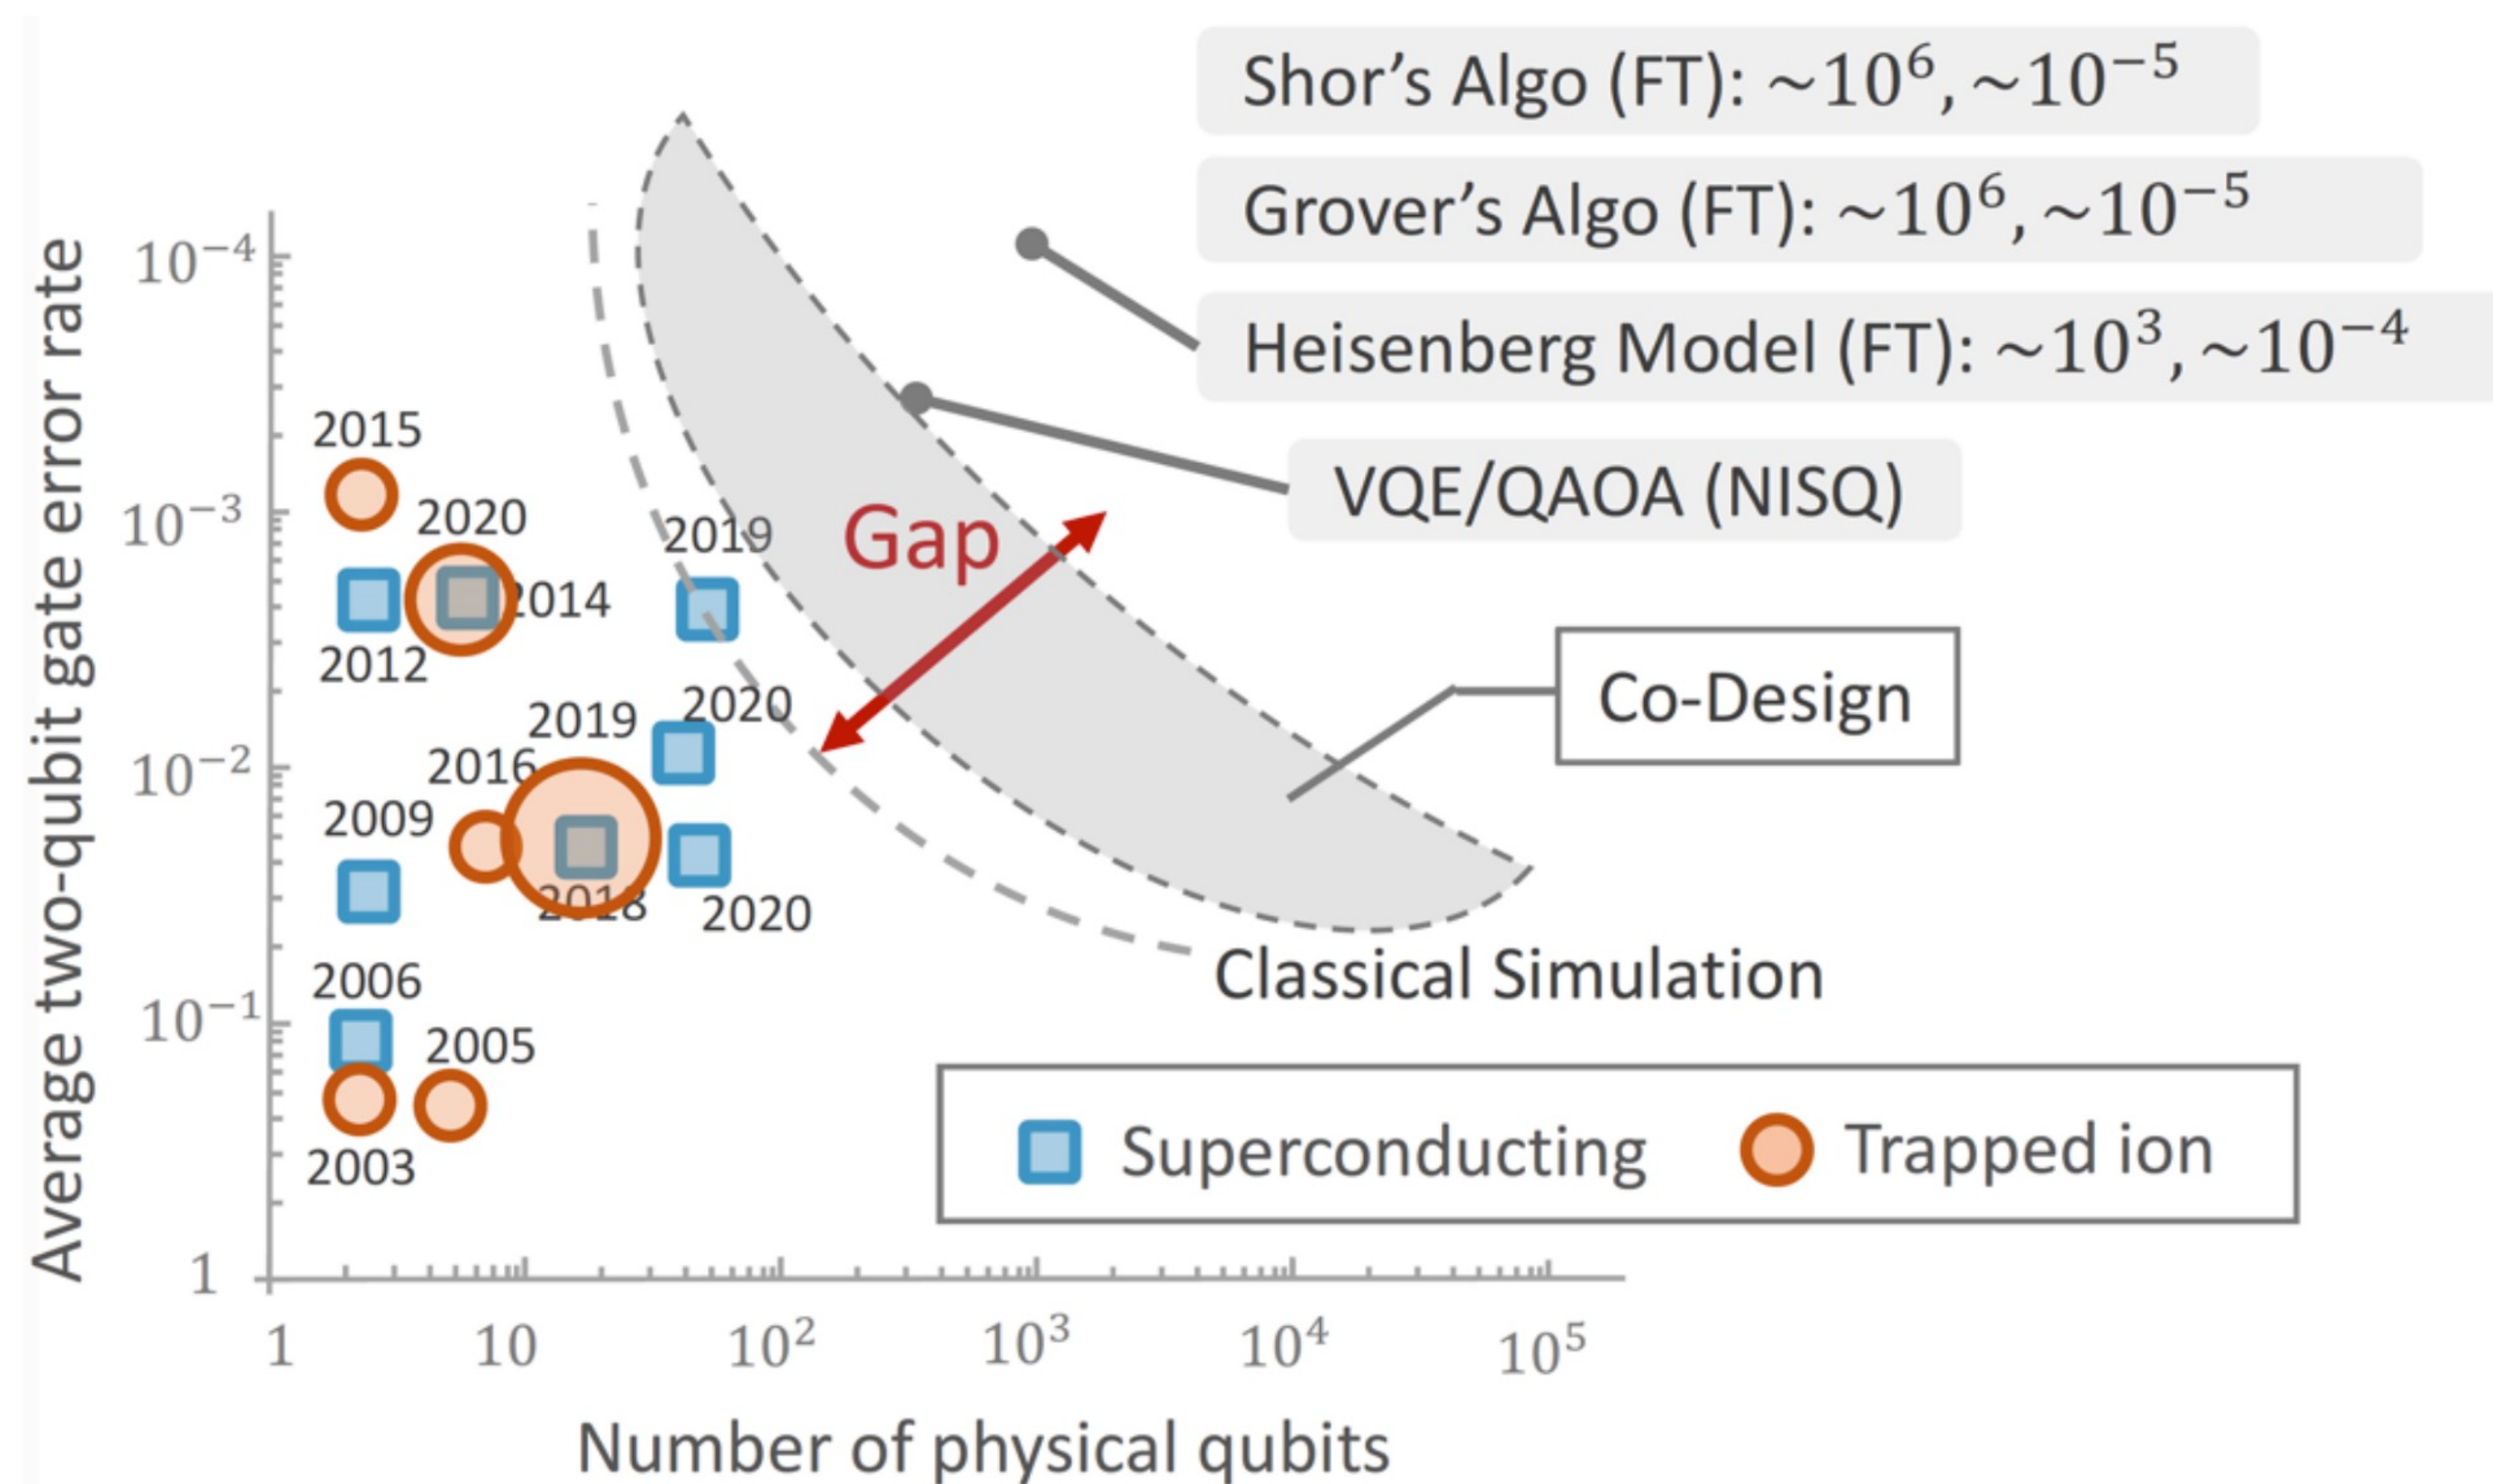 Shor's Algo (FT): ~10⁶, ~10⁻⁵
Grover's Algo (FT): ~10⁶, ~10⁻⁵
Heisenberg Model (FT): ~10³, ~10⁻⁴
VQE/QAOA (NISQ)
Gap
Co-Design
Classical Simulation
Average two-qubit gate error rate
10⁻⁴
10⁻³
10⁻²
10⁻¹
1
2015
2020
2014
2012
2019
2020
2019
2016
2009
2018
2020
2006
2005
2003
Superconducting
Trapped ion
1
10
10²
10³
10⁴
10⁵
Number of physical qubits